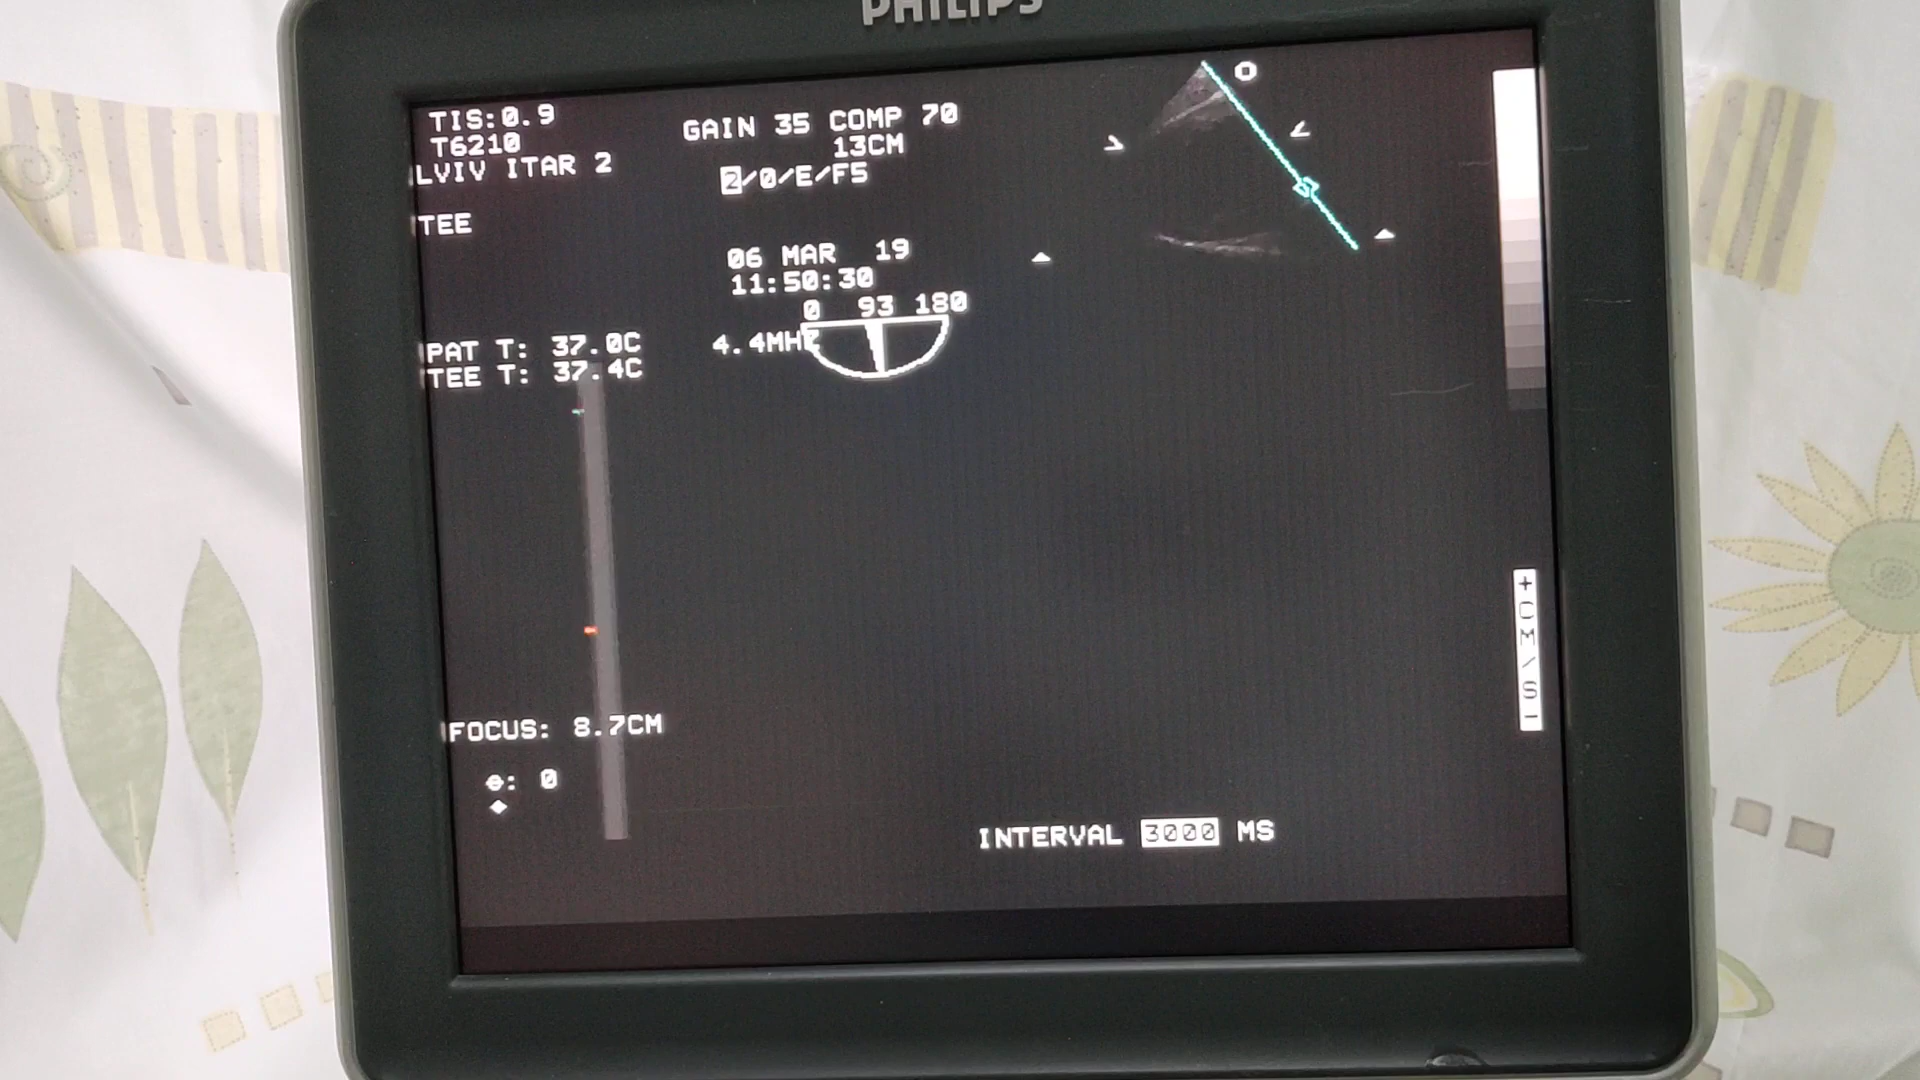 PHILIPS
TIS:0.9
T6210
LVIV ITAR 2
TEE
GAIN 35 COMP 70
13CM
2/0/E/F5
06 MAR 19
11:50:30
0 93 180
4.4MHZ
PAT T: 37.0C
TEE T: 37.4C
FOCUS: 8.7CM
Θ: 0
INTERVAL 3000 MS
+CM/S-